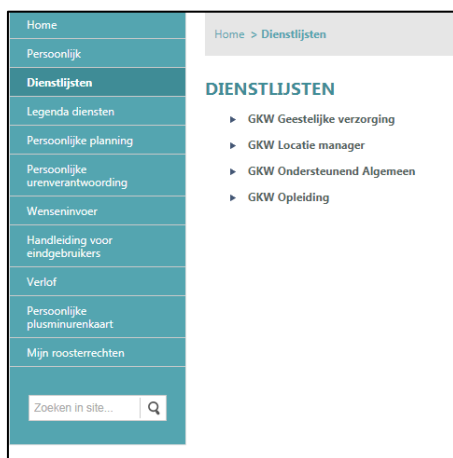 Home
Persoonlijk
Dienstlijsten
Legenda diensten
Persoonlijke planning
Persoonlijke
urenverantwoording
Wenseninvoer
Handleiding voor
eindgebruikers
Verlof
Persoonlijke
plusminurenkaart
Mijn roosterrechten
Zoeken in site...
Home > Dienstlijsten
DIENSTLIJSTEN
GKW Geestelijke verzorging
GKW Locatie manager
GKW Ondersteunend Algemeen
GKW Opleiding